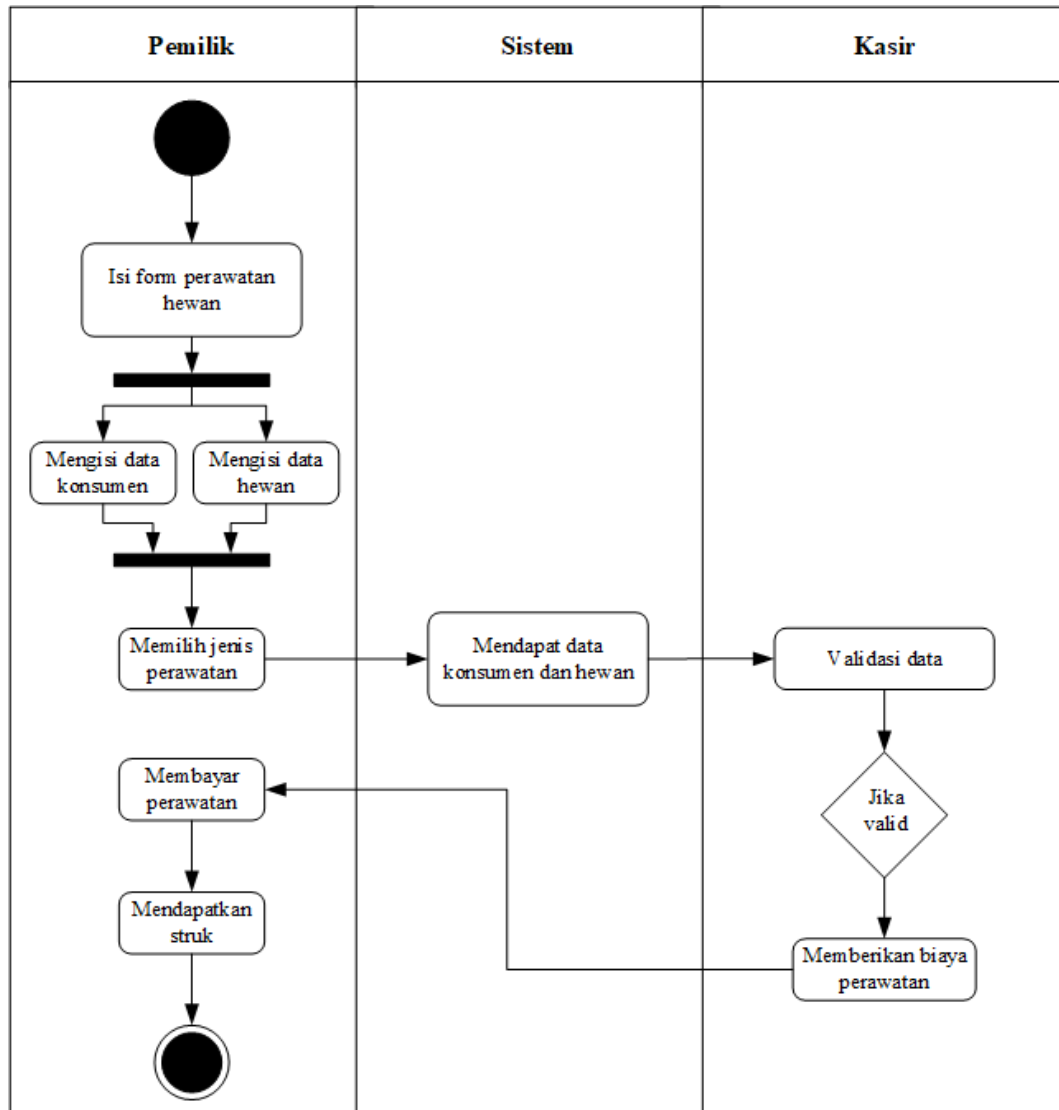 Pemilik
Sistem
Kasir
Isi form perawatan
hewan
Mengisi data
konsumen
Mengisi data
hewan
Memilih jenis
perawatan
Mendapat data
konsumen dan hewan
Validasi data
Jika
valid
Memberikan biaya
perawatan
Membayar
perawatan
Mendapatkan
struk